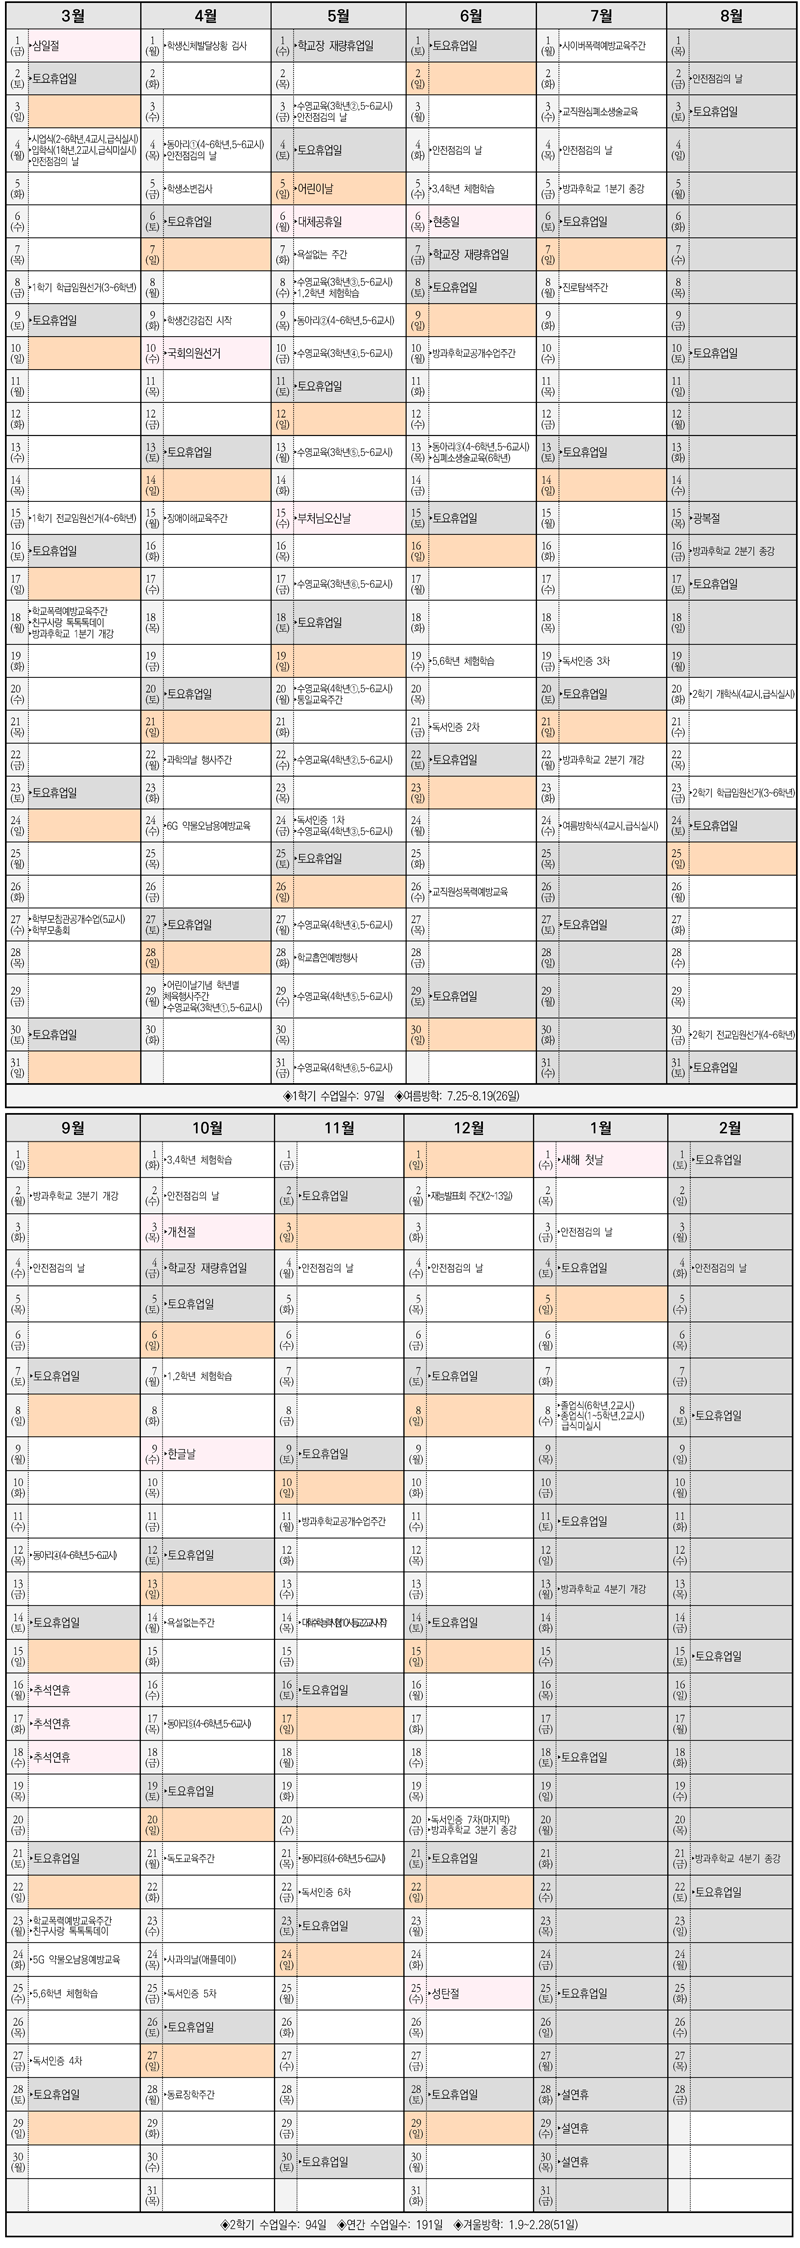 3월 4월 5월 6월 7월 8월
1 (금) ▸삼일절 1 (월) ▸학생신체발달상황 검사 1 (수) ▸학교장 재량휴업일 1 (토) ▸토요휴업일 1 (월) ▸사이버폭력예방교육주간 1 (목)
2 (토) ▸토요휴업일 2 (화) 2 (목) 2 (일) 2 (화) 2 (금) ▸안전점검의 날
3 (일) 3 (수) 3 (금) ▸수영교육(3학년②,5~6교시) ▸안전점검의 날 3 (월) 3 (수) ▸교직원심폐소생술교육 3 (토) ▸토요휴업일
4 (월) ▸시업식(2~6학년,4교시,급식실시) ▸입학식(1학년,2교시,급식미실시) ▸안전점검의 날 4 (목) ▸동아리①(4~6학년,5~6교시) ▸안전점검의 날 4 (토) ▸토요휴업일 4 (화) ▸안전점검의 날 4 (목) ▸안전점검의 날 4 (일)
5 (화) 5 (금) ▸학생소변검사 5 (일) ▸어린이날 5 (수) ▸3,4학년 체험학습 5 (금) ▸방과후학교 1분기 종강 5 (월)
6 (수) 6 (토) ▸토요휴업일 6 (월) ▸대체공휴일 6 (목) ▸현충일 6 (토) ▸토요휴업일 6 (화)
7 (목) 7 (일) 7 (화) ▸욕설없는 주간 7 (금) ▸학교장 재량휴업일 7 (일) 7 (수)
8 (금) ▸1학기 학급임원선거(3~6학년) 8 (월) 8 (수) ▸수영교육(3학년③,5~6교시) ▸1,2학년 체험학습 8 (토) ▸토요휴업일 8 (월) ▸진로탐색주간 8 (목)
9 (토) ▸토요휴업일 9 (화) ▸학생건강검진 시작 9 (목) ▸동아리②(4~6학년,5~6교시) 9 (일) 9 (화) 9 (금)
10 (일) 10 (수) ▸국회의원선거 10 (금) ▸수영교육(3학년④,5~6교시) 10 (월) ▸방과후학교공개수업주간 10 (수) 10 (토) ▸토요휴업일
11 (월) 11 (목) 11 (토) ▸토요휴업일 11 (화) 11 (목) 11 (일)
12 (화) 12 (금) 12 (일) 12 (수) 12 (금) 12 (월)
13 (수) 13 (토) ▸토요휴업일 13 (월) ▸수영교육(3학년⑤,5~6교시) 13 (목) ▸동아리③(4~6학년,5~6교시) ▸심폐소생술교육(6학년) 13 (토) ▸토요휴업일 13 (화)
14 (목) 14 (일) 14 (화) 14 (금) 14 (일) 14 (수)
15 (금) ▸1학기 전교임원선거(4~6학년) 15 (월) ▸장애이해교육주간 15 (수) ▸부처님오신날 15 (토) ▸토요휴업일 15 (월) 15 (목) ▸광복절
16 (토) ▸토요휴업일 16 (화) 16 (목) 16 (일) 16 (화) 16 (금) ▸방과후학교 2분기 종강
17 (일) 17 (수) 17 (금) ▸수영교육(3학년⑥,5~6교시) 17 (월) 17 (수) 17 (토) ▸토요휴업일
18 (월) ▸학교폭력예방교육주간 ▸친구사랑 톡톡톡데이 ▸방과후학교 1분기 개강 18 (목) 18 (토) ▸토요휴업일 18 (화) 18 (목) 18 (일)
19 (화) 19 (금) 19 (일) 19 (수) ▸5,6학년 체험학습 19 (금) ▸독서인증 3차 19 (월)
20 (수) 20 (토) ▸토요휴업일 20 (월) ▸수영교육(4학년①,5~6교시) ▸통일교육주간 20 (목) 20 (토) ▸토요휴업일 20 (화) ▸2학기 개학식(4교시,급식실시)
21 (목) 21 (일) 21 (화) 21 (금) ▸독서인증 2차 21 (일) 21 (수)
22 (금) 22 (월) ▸과학의날 행사주간 22 (수) ▸수영교육(4학년②,5~6교시) 22 (토) ▸토요휴업일 22 (월) ▸방과후학교 2분기 개강 22 (목)
23 (토) ▸토요휴업일 23 (화) 23 (목) 23 (일) 23 (화) 23 (금) ▸2학기 학급임원선거(3~6학년)
24 (일) 24 (수) ▸6G 약물오남용예방교육 24 (금) ▸독서인증 1차 ▸수영교육(4학년③,5~6교시) 24 (월) 24 (수) ▸여름방학식(4교시,급식실시) 24 (토) ▸토요휴업일
25 (월) 25 (목) 25 (토) ▸토요휴업일 25 (화) 25 (목) 25 (일)
26 (화) 26 (금) 26 (일) 26 (수) ▸교직원성폭력예방교육 26 (금) 26 (월)
27 (수) ▸학부모참관공개수업(5교시) ▸학부모총회 27 (토) ▸토요휴업일 27 (월) ▸수영교육(4학년④,5~6교시) 27 (목) 27 (토) ▸토요휴업일 27 (화)
28 (목) 28 (일) 28 (화) ▸학교흡연예방행사 28 (금) 28 (일) 28 (수)
29 (금) 29 (월) ▸어린이날기념 학년별 체육행사주간 ▸수영교육(3학년①,5~6교시) 29 (수) ▸수영교육(4학년⑤,5~6교시) 29 (토) ▸토요휴업일 29 (월) 29 (목)
30 (토) ▸토요휴업일 30 (화) 30 (목) 30 (일) 30 (화) 30 (금) ▸2학기 전교임원선거(4~6학년)
31 (일) 31 (금) ▸수영교육(4학년⑥,5~6교시) 31 (수) 31 (토) ▸토요휴업일
◈1학기 수업일수: 97일 ◈여름방학: 7.25~8.19(26일)
9월 10월 11월 12월 1월 2월
1 (일) 1 (화) ▸3,4학년 체험학습 1 (금) 1 (일) 1 (수) ▸새해 첫날 1 (토) ▸토요휴업일
2 (월) ▸방과후학교 3분기 개강 2 (수) ▸안전점검의 날 2 (토) ▸토요휴업일 2 (월) ▸재능발표회 주간(2~13일) 2 (목) 2 (일)
3 (화) 3 (목) ▸개천절 3 (일) 3 (화) 3 (금) ▸안전점검의 날 3 (월)
4 (수) ▸안전점검의 날 4 (금) ▸학교장 재량휴업일 4 (월) ▸안전점검의 날 4 (수) ▸안전점검의 날 4 (토) ▸토요휴업일 4 (화) ▸안전점검의 날
5 (목) 5 (토) ▸토요휴업일 5 (화) 5 (목) 5 (일) 5 (수)
6 (금) 6 (일) 6 (수) 6 (금) 6 (월) 6 (목)
7 (토) ▸토요휴업일 7 (월) ▸1,2학년 체험학습 7 (목) 7 (토) ▸토요휴업일 7 (화) 7 (금)
8 (일) 8 (화) 8 (금) 8 (일) 8 (수) ▸졸업식(6학년,2교시) ▸종업식(1~5학년,2교시) 급식미실시 8 (토) ▸토요휴업일
9 (월) 9 (수) ▸한글날 9 (토) ▸토요휴업일 9 (월) 9 (목) 9 (일)
10 (화) 10 (목) 10 (일) 10 (화) 10 (금) 10 (월)
11 (수) 11 (금) 11 (월) ▸방과후학교공개수업주간 11 (수) 11 (토) ▸토요휴업일 11 (화)
12 (목) ▸동아리④(4~6학년,5~6교시) 12 (토) ▸토요휴업일 12 (화) 12 (목) 12 (일) 12 (수)
13 (금) 13 (일) 13 (수) 13 (금) 13 (월) ▸방과후학교 4분기 개강 13 (목)
14 (토) ▸토요휴업일 14 (월) ▸욕설없는주간 14 (목) 14 (토) ▸토요휴업일 14 (화) 14 (금)
15 (일) 15 (화) 15 (금) 15 (일) 15 (수) 15 (토) ▸토요휴업일
16 (월) ▸추석연휴 16 (수) 16 (토) ▸토요휴업일 16 (월) 16 (목) 16 (일)
17 (화) ▸추석연휴 17 (목) ▸동아리⑤(4~6학년,5~6교시) 17 (일) 17 (화) 17 (금) 17 (월)
18 (수) ▸추석연휴 18 (금) 18 (월) 18 (수) 18 (토) ▸토요휴업일 18 (화)
19 (목) 19 (토) ▸토요휴업일 19 (화) 19 (목) 19 (일) 19 (수)
20 (금) 20 (일) 20 (수) 20 (금) ▸독서인증 7차(마지막) ▸방과후학교 3분기 종강 20 (월) 20 (목)
21 (토) ▸토요휴업일 21 (월) ▸독도교육주간 21 (목) ▸동아리⑥(4~6학년,5~6교시) 21 (토) ▸토요휴업일 21 (화) 21 (금) ▸방과후학교 4분기 종강
22 (일) 22 (화) 22 (금) ▸독서인증 6차 22 (일) 22 (수) 22 (토) ▸토요휴업일
23 (월) ▸학교폭력예방교육주간 ▸친구사랑 톡톡톡데이 23 (수) 23 (토) ▸토요휴업일 23 (월) 23 (목) 23 (일)
24 (화) ▸5G 약물오남용예방교육 24 (목) ▸사과의날(애플데이) 24 (일) 24 (화) 24 (금) 24 (월)
25 (수) ▸5,6학년 체험학습 25 (금) ▸독서인증 5차 25 (월) 25 (수) ▸성탄절 25 (토) ▸토요휴업일 25 (화)
26 (목) 26 (토) ▸토요휴업일 26 (화) 26 (목) 26 (일) 26 (수)
27 (금) ▸독서인증 4차 27 (일) 27 (수) 27 (금) 27 (월) 27 (목)
28 (토) ▸토요휴업일 28 (월) ▸동료장학주간 28 (목) 28 (토) ▸토요휴업일 28 (화) ▸설연휴 28 (금)
29 (일) 29 (화) 29 (금) 29 (일) 29 (수) ▸설연휴
30 (월) 30 (수) 30 (토) ▸토요휴업일 30 (월) 30 (목) ▸설연휴
31 (목) 31 (화) 31 (금)
◈2학기 수업일수: 94일 ◈연간 수업일수: 191일 ◈겨울방학: 1.9~2.28(51일)